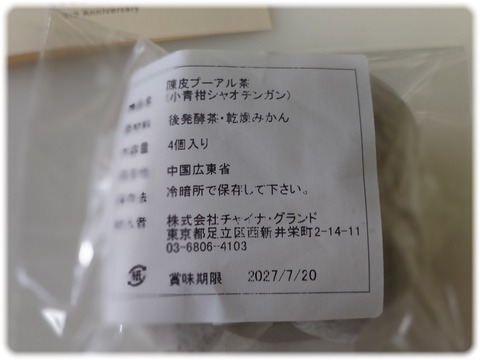 Anniversary
陳皮プーアル茶
(小青柑シャオチンガン)
後発酵茶・乾燥みかん
4個入り
中国広東省
冷暗所で保存して下さい。
株式会社チャイナ・グランド
東京都足立区西新井栄町2-14-11
03-6806-4103
紙 賞味期限 2027/7/20